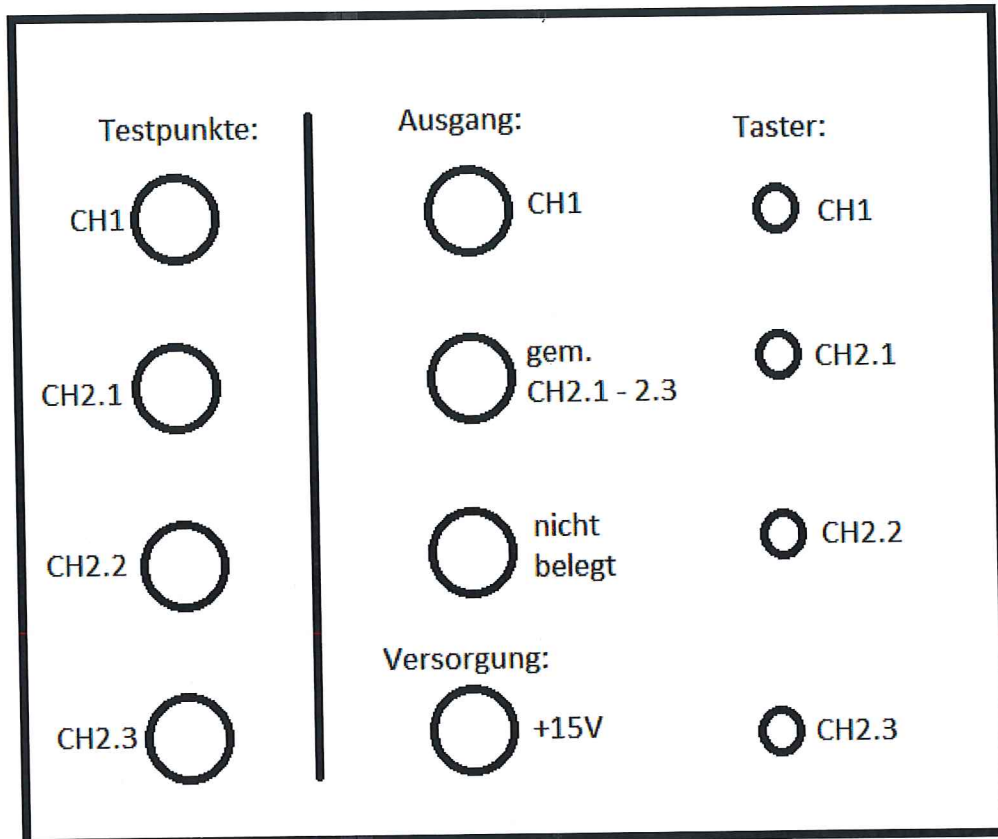 Testpunkte:
CH1
CH2.1
CH2.2
CH2.3
Ausgang:
CH1
gem.
CH2.1 - 2.3
nicht
belegt
Versorgung:
+15V
Taster:
CH1
CH2.1
CH2.2
CH2.3